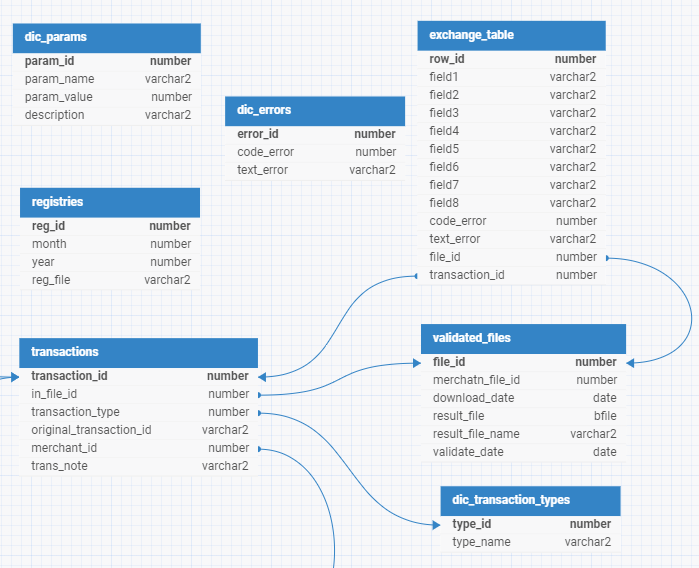 dic_params
param_id number
param_name varchar2
param_value number
description varchar2
dic_errors
error_id number
code_error number
text_error varchar2
exchange_table
row_id number
field1 varchar2
field2 varchar2
field3 varchar2
field4 varchar2
field5 varchar2
field6 varchar2
field7 varchar2
field8 varchar2
code_error number
text_error varchar2
file_id number
transaction_id number
registries
reg_id number
month number
year number
reg_file varchar2
transactions
transaction_id number
in_file_id number
transaction_type number
original_transaction_id varchar2
merchant_id number
trans_note varchar2
validated_files
file_id number
merchatn_file_id number
download_date date
result_file bfile
result_file_name varchar2
validate_date date
dic_transaction_types
type_id number
type_name varchar2